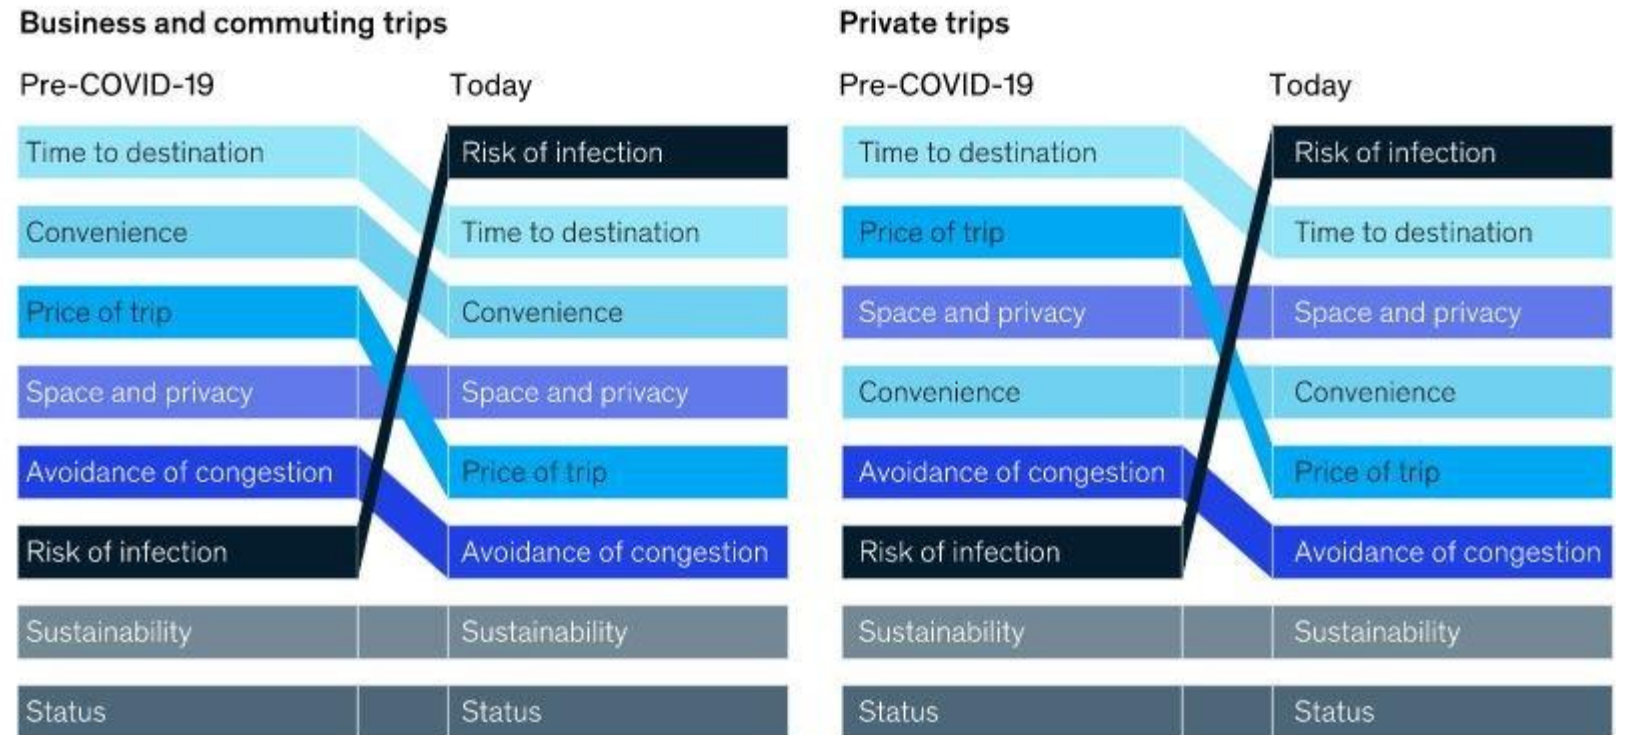 Business and commuting trips
Pre-COVID-19
Today
Time to destination
Convenience
Price of trip
Space and privacy
Avoidance of congestion
Risk of infection
Sustainability
Status
Risk of infection
Time to destination
Convenience
Space and privacy
Price of trip
Avoidance of congestion
Sustainability
Status
Private trips
Pre-COVID-19
Today
Time to destination
Price of trip
Space and privacy
Convenience
Avoidance of congestion
Risk of infection
Sustainability
Status
Risk of infection
Time to destination
Space and privacy
Convenience
Price of trip
Avoidance of congestion
Sustainability
Status